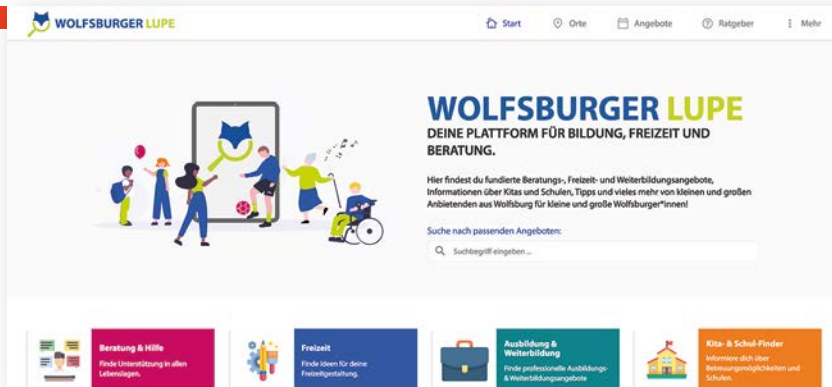 WOLFSBURGER LUPE
Start
Orte
Angebote
Ratgeber
Mehr
WOLFSBURGER LUPE
DEINE PLATTFORM FÜR BILDUNG, FREIZEIT UND
BERATUNG.
Hier findest du fundierte Beratungs-, Freizeit- und Weiterbildungsangebote,
Informationen über Kitas und Schulen, Tipps und vieles mehr von kleinen und großen
Anbietenden aus Wolfsburg für kleine und große Wolfsburger*innen!
Suche nach passenden Angeboten:
Suchbegriff eingeben ...
Beratung & Hilfe
Finde Unterstützung in allen
Lebenslagen.
Freizeit
Finde Ideen für deine
Freizeitgestaltung.
Ausbildung &
Weiterbildung
Finde professionelle Ausbildungs-
& Weiterbildungsangebote
Kita- & Schul-Finder
Informiere dich über
Betreuungsmöglichkeiten und
Schulen.